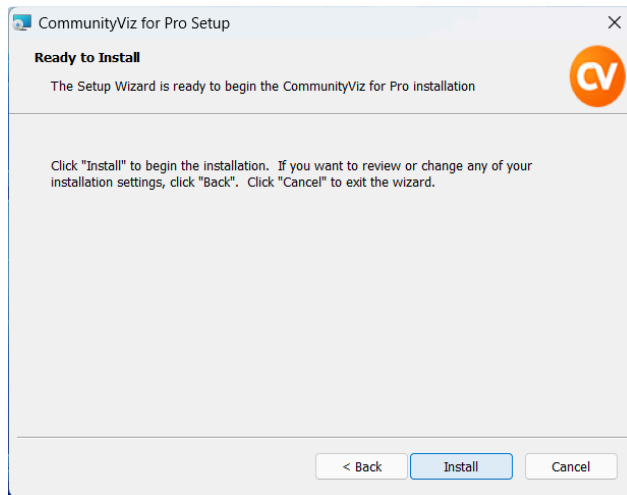 CommunityViz for Pro Setup
Ready to Install
The Setup Wizard is ready to begin the CommunityViz for Pro installation
CV
Click "Install" to begin the installation.  If you want to review or change any of your
installation settings, click "Back".  Click "Cancel" to exit the wizard.
< Back
Install
Cancel